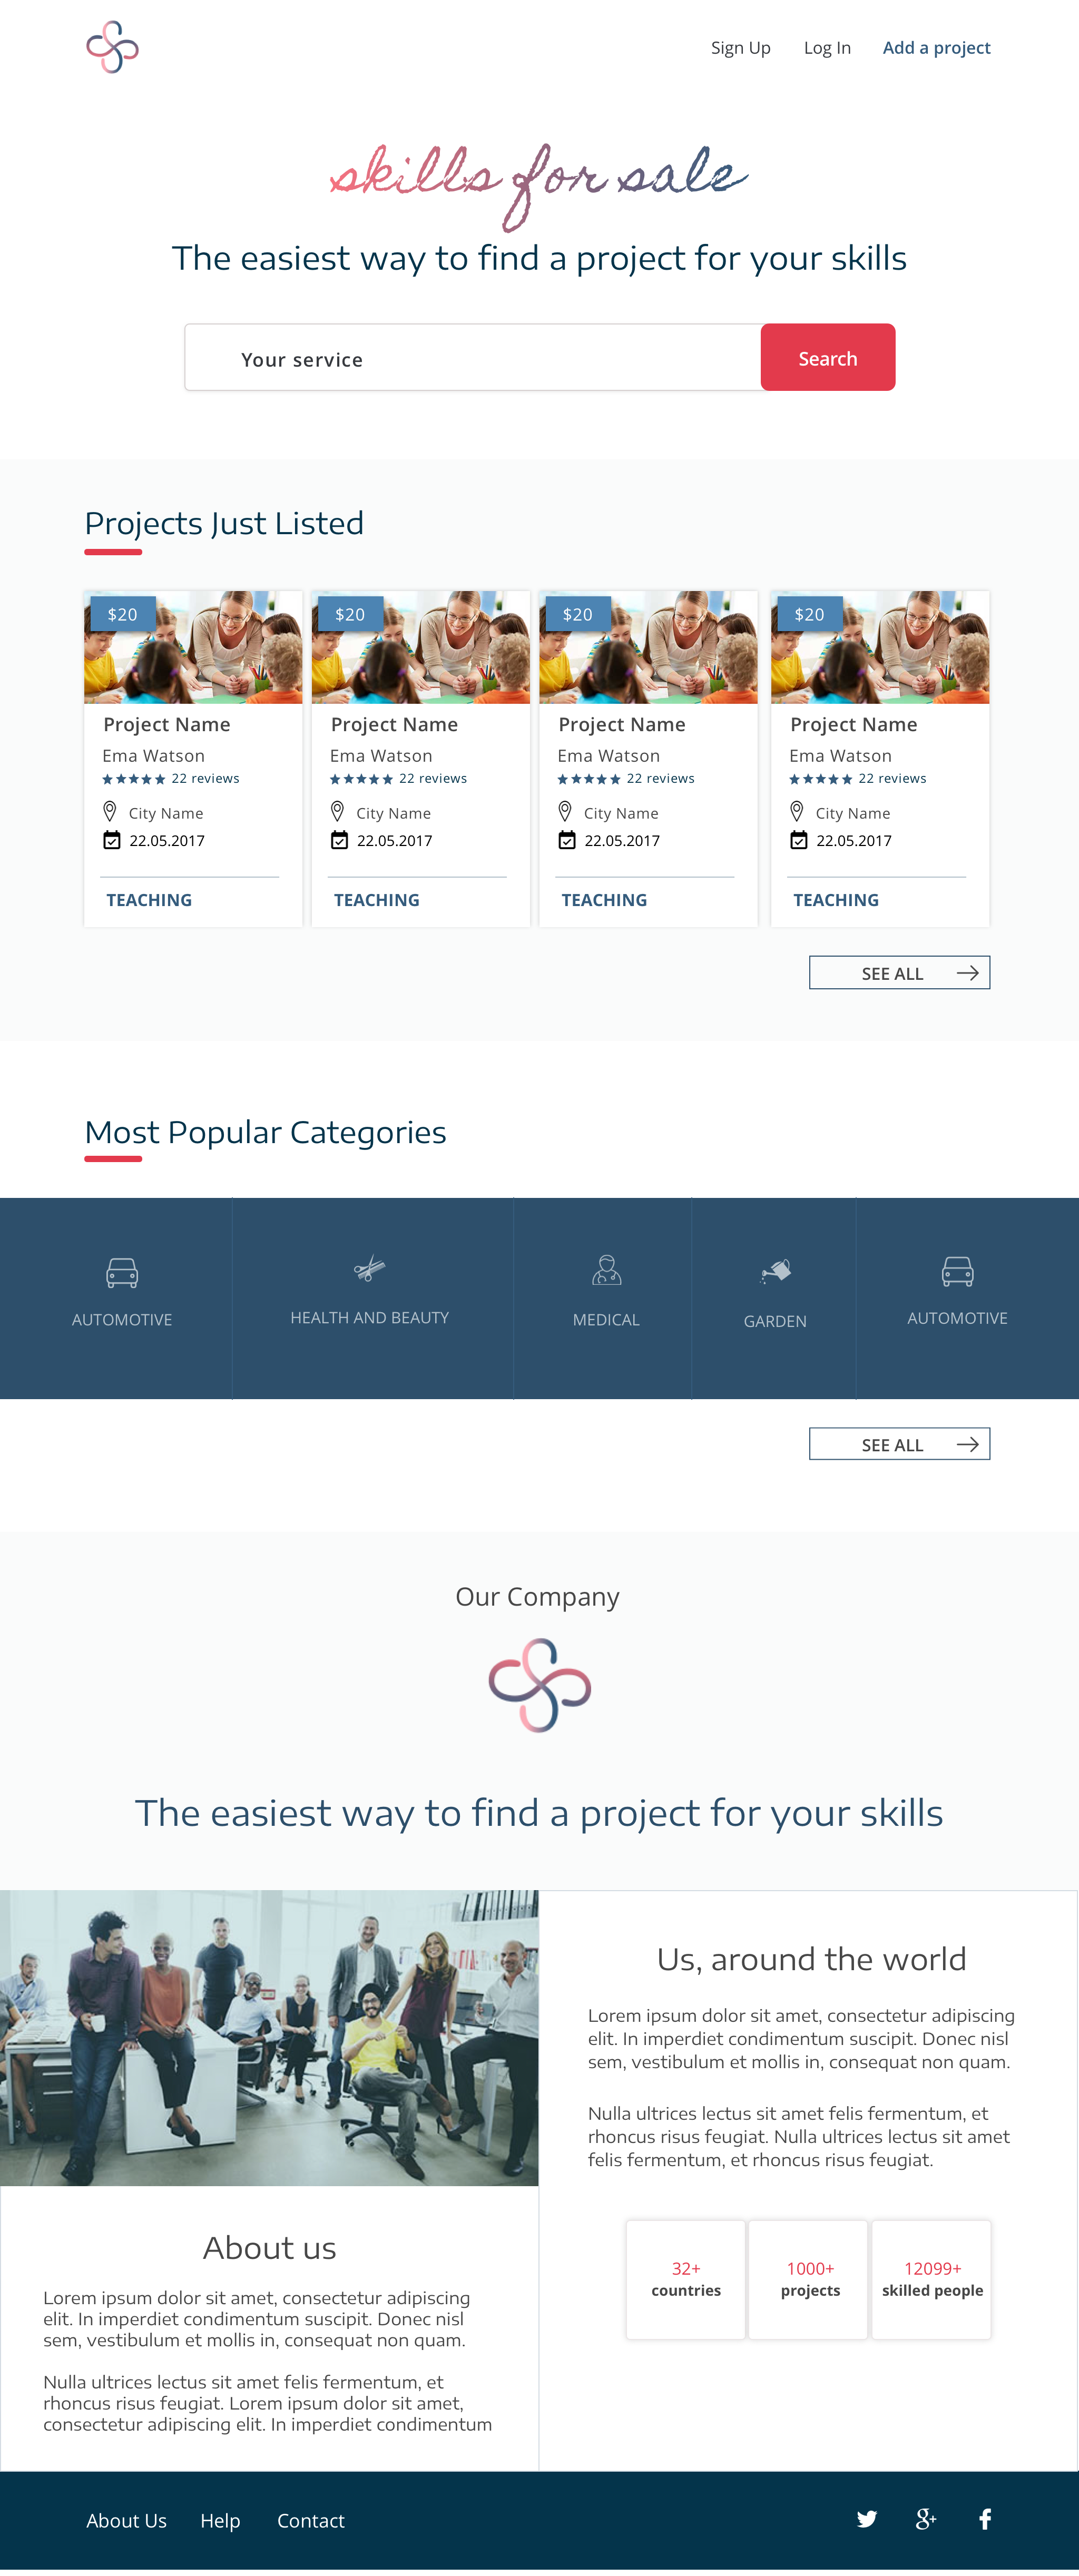 Sign Up Log In Add a project
skills for sale
The easiest way to find a project for your skills
Your service Search
Projects Just Listed
$20 $20 $20 $20
Project Name Project Name Project Name Project Name
Ema Watson Ema Watson Ema Watson Ema Watson
22 reviews 22 reviews 22 reviews 22 reviews
City Name City Name City Name City Name
22.05.2017 22.05.2017 22.05.2017 22.05.2017
TEACHING TEACHING TEACHING TEACHING
SEE ALL
Most Popular Categories
AUTOMOTIVE HEALTH AND BEAUTY MEDICAL GARDEN AUTOMOTIVE
SEE ALL
Our Company
The easiest way to find a project for your skills
About us
Lorem ipsum dolor sit amet, consectetur adipiscing
elit. In imperdiet condimentum suscipit. Donec nisl
sem, vestibulum et mollis in, consequat non quam.
Nulla ultrices lectus sit amet felis fermentum, et
rhoncus risus feugiat. Lorem ipsum dolor sit amet,
consectetur adipiscing elit. In imperdiet condimentum
Us, around the world
Lorem ipsum dolor sit amet, consectetur adipiscing
elit. In imperdiet condimentum suscipit. Donec nisl
sem, vestibulum et mollis in, consequat non quam.
Nulla ultrices lectus sit amet felis fermentum, et
rhoncus risus feugiat. Nulla ultrices lectus sit amet
felis fermentum, et rhoncus risus feugiat.
32+ 1000+ 12099+
countries projects skilled people
About Us Help Contact